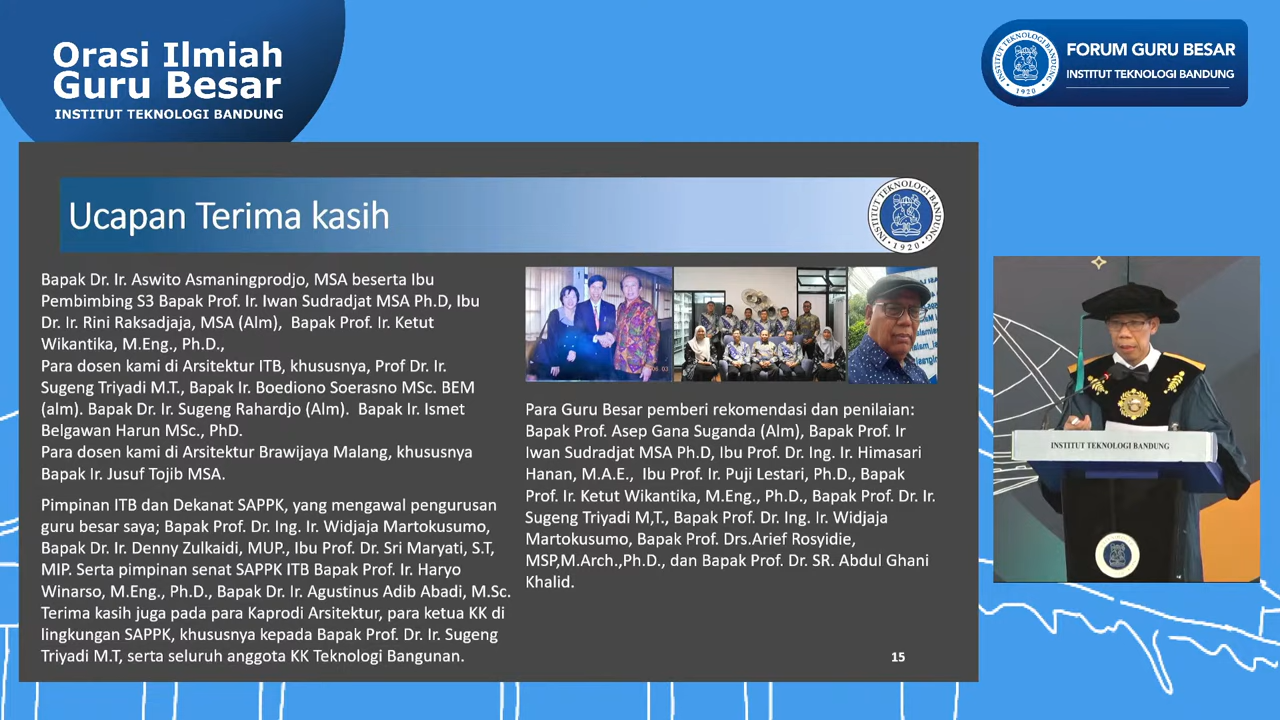 Orasi Ilmiah
Guru Besar
INSTITUT TEKNOLOGI BANDUNG
INSTITUT TEKNOLOGI BANDUNG
1920
FORUM GURU BESAR
INSTITUT TEKNOLOGI BANDUNG
Ucapan Terima kasih
INSTITUT TEKNOLOGI BANDUNG
1920
Bapak Dr. Ir. Aswito Asmaningprodjo, MSA beserta Ibu
Pembimbing S3 Bapak Prof. Ir. Iwan Sudradjat MSA Ph.D, Ibu
Dr. Ir. Rini Raksadjaja, MSA (Alm), Bapak Prof. Ir. Ketut
Wikantika, M.Eng., Ph.D.,
Para dosen kami di Arsitektur ITB, khususnya, Prof Dr. Ir.
Sugeng Triyadi M.T., Bapak Ir. Boediono Soerasno MSc. BEM
(alm). Bapak Dr. Ir. Sugeng Rahardjo (Alm). Bapak Ir. Ismet
Belgawan Harun MSc., PhD.
Para dosen kami di Arsitektur Brawijaya Malang, khususnya
Bapak Ir. Jusuf Tojib MSA.
Pimpinan ITB dan Dekanat SAPPK, yang mengawal pengurusan
guru besar saya; Bapak Prof. Dr. Ing. Ir. Widjaja Martokusumo,
Bapak Dr. Ir. Denny Zulkaidi, MUP., Ibu Prof. Dr. Sri Maryati, S.T,
MIP. Serta pimpinan senat SAPPK ITB Bapak Prof. Ir. Haryo
Winarso, M.Eng., Ph.D., Bapak Dr. Ir. Agustinus Adib Abadi, M.Sc.
Terima kasih juga pada para Kaprodi Arsitektur, para ketua KK di
lingkungan SAPPK, khususnya kepada Bapak Prof. Dr. Ir. Sugeng
Triyadi M.T, serta seluruh anggota KK Teknologi Bangunan.
Para Guru Besar pemberi rekomendasi dan penilaian:
Bapak Prof. Asep Gana Suganda (Alm), Bapak Prof. Ir
Iwan Sudradjat MSA Ph.D, Ibu Prof. Dr. Ing. Ir. Himasari
Hanan, M.A.E., Ibu Prof. Ir. Puji Lestari, Ph.D., Bapak
Prof. Ir. Ketut Wikantika, M.Eng., Ph.D., Bapak Prof. Dr. Ir.
Sugeng Triyadi M,T., Bapak Prof. Dr. Ing. Ir. Widjaja
Martokusumo, Bapak Prof. Drs.Arief Rosyidie,
MSP,M.Arch.,Ph.D., dan Bapak Prof. Dr. SR. Abdul Ghani
Khalid.
15
INSTITUT TEKNOLOGI BANDUNG